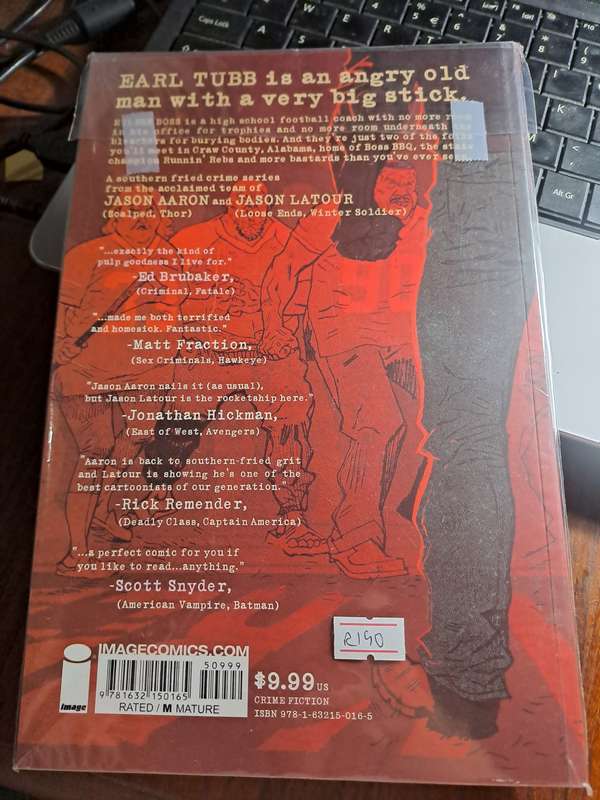 Caps Lock
Alt Gr
EARL TUBB is an angry old
man with a very big stick.
BOSS is a high school football coach with no more room
in his office for trophies and no more room underneath the
bleachers for burying bodies. And they're just two of the folks
you'll meet in Craw County, Alabama, home of Boss BBQ, the state
champion Runnin' Rebs and more bastards than you've ever
A southern fried crime series
from the acclaimed team of
JASON AARON and JASON LATOUR
(Scalped, Thor) (Loose Ends, Winter Soldier)
"...exactly the kind of
pulp goodness I live for."
-Ed Brubaker,
(Criminal, Fatale)
"...made me both terrified
and homesick. Fantastic."
-Matt Fraction,
(Sex Criminals, Hawkeye)
"Jason Aaron nails it (as usual),
but Jason Latour is the rocketship here."
-Jonathan Hickman,
(East of West, Avengers)
"Aaron is back to southern-fried grit
and Latour is showing he's one of the
best cartoonists of our generation."
-Rick Remender,
(Deadly Class, Captain America)
"...a perfect comic for you if
you like to read...anything."
-Scott Snyder,
(American Vampire, Batman)
R190
IMAGECOMICS.COM
50999
9 781632 150165
RATED / M MATURE
image
$9.99 US
CRIME FICTION
ISBN 978-1-63215-016-5